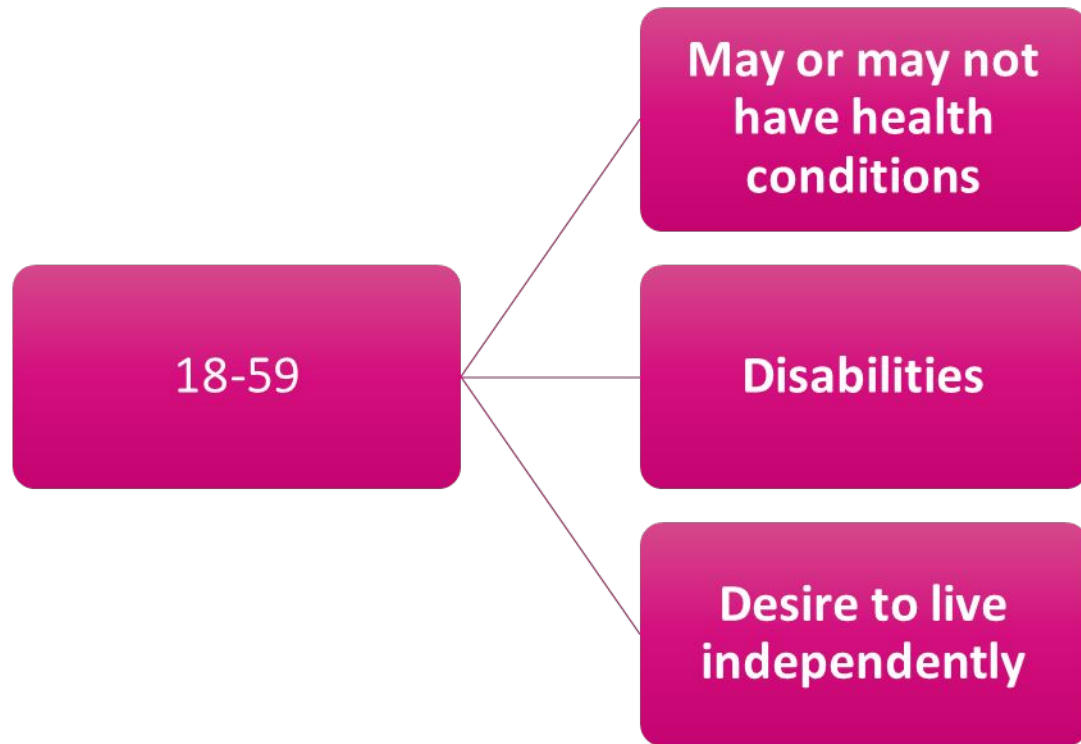 18-59
May or may not
have health
conditions
Disabilities
Desire to live
independently